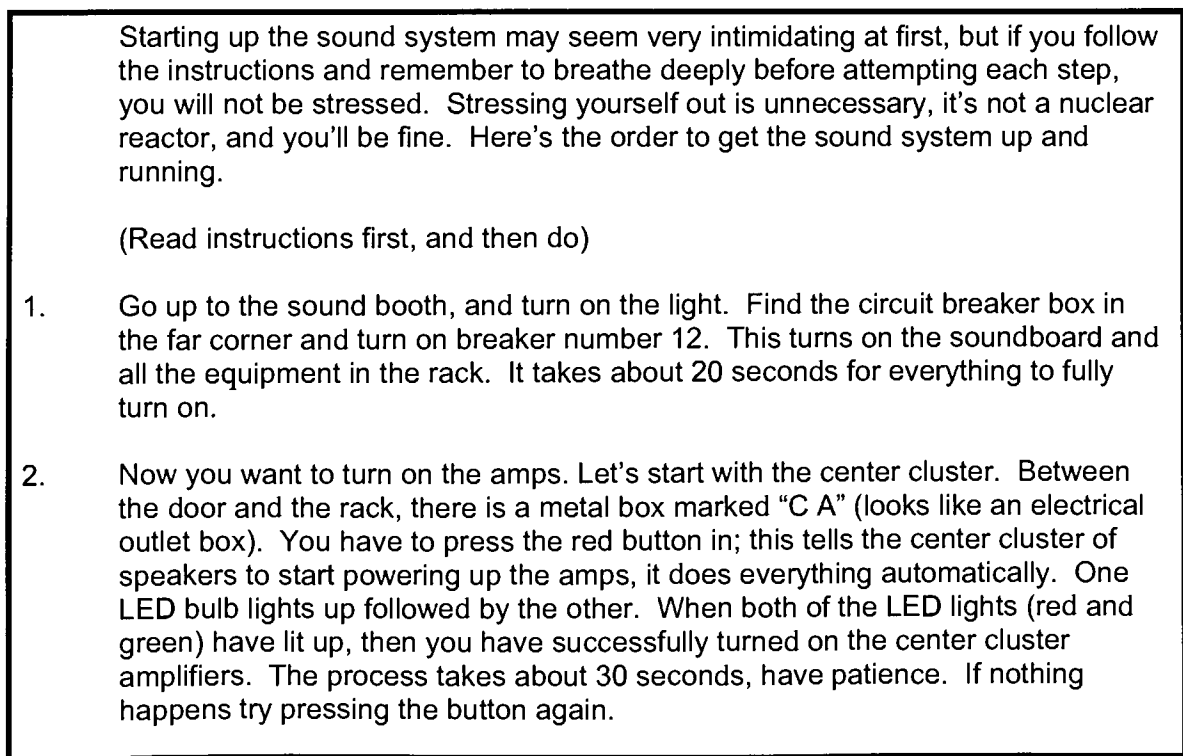 Starting up the sound system may seem very intimidating at first, but if you follow
the instructions and remember to breathe deeply before attempting each step,
you will not be stressed. Stressing yourself out is unnecessary, it's not a nuclear
reactor, and you'll be fine. Here's the order to get the sound system up and
running.
(Read instructions first, and then do)
1. Go up to the sound booth, and turn on the light. Find the circuit breaker box in
the far corner and turn on breaker number 12. This turns on the soundboard and
all the equipment in the rack. It takes about 20 seconds for everything to fully
turn on.
2. Now you want to turn on the amps. Let's start with the center cluster. Between
the door and the rack, there is a metal box marked “C A” (looks like an electrical
outlet box). You have to press the red button in; this tells the center cluster of
speakers to start powering up the amps, it does everything automatically. One
LED bulb lights up followed by the other. When both of the LED lights (red and
green) have lit up, then you have successfully turned on the center cluster
amplifiers. The process takes about 30 seconds, have patience. If nothing
happens try pressing the button again.